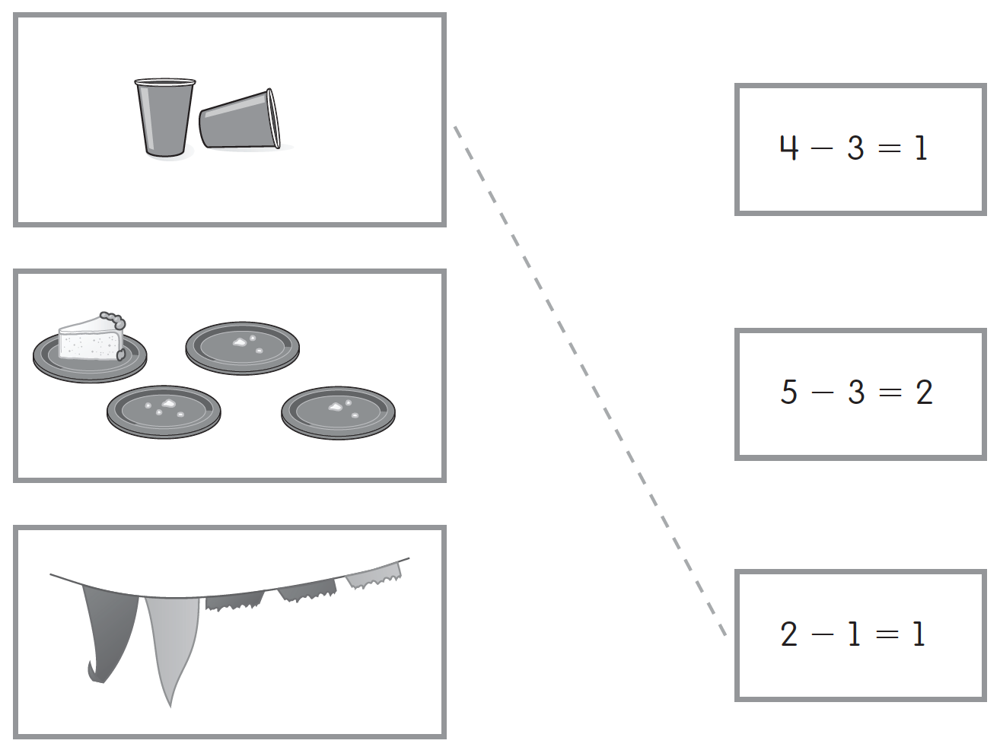 4 − 3 = 1
5 − 3 = 2
2 − 1 = 1